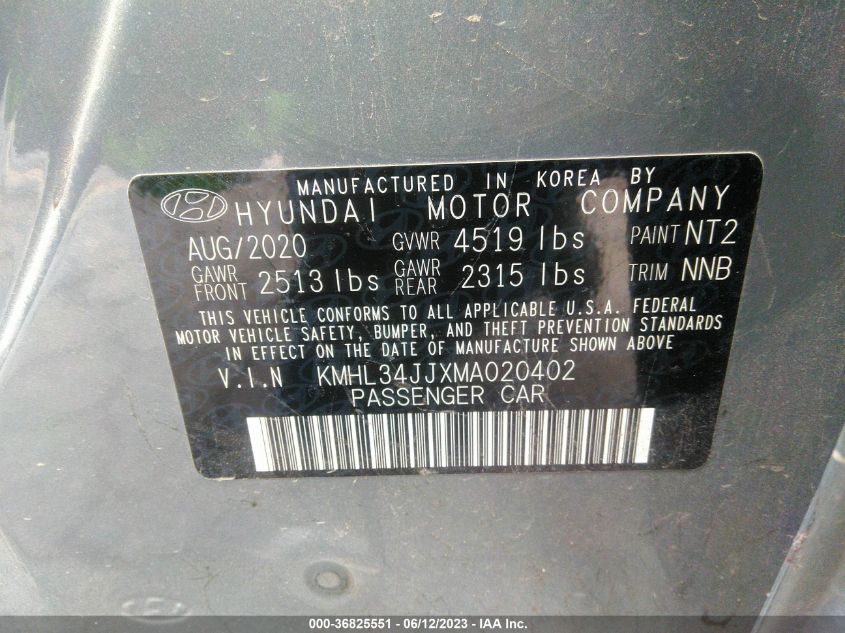 MANUFACTURED IN KOREA BY
HYUNDAI MOTOR COMPANY
AUG/2020 GVWR 4519 lbs PAINT NT2
GAWR FRONT 2513 lbs GAWR REAR 2315 lbs TRIM NNB
THIS VEHICLE CONFORMS TO ALL APPLICABLE U.S.A. FEDERAL
MOTOR VEHICLE SAFETY, BUMPER, AND THEFT PREVENTION STANDARDS
IN EFFECT ON THE DATE OF MANUFACTURE SHOWN ABOVE
V.I.N KMHL34JJXMA020402
PASSENGER CAR
000-36825551 / 06/12/2023 - IAA Inc.